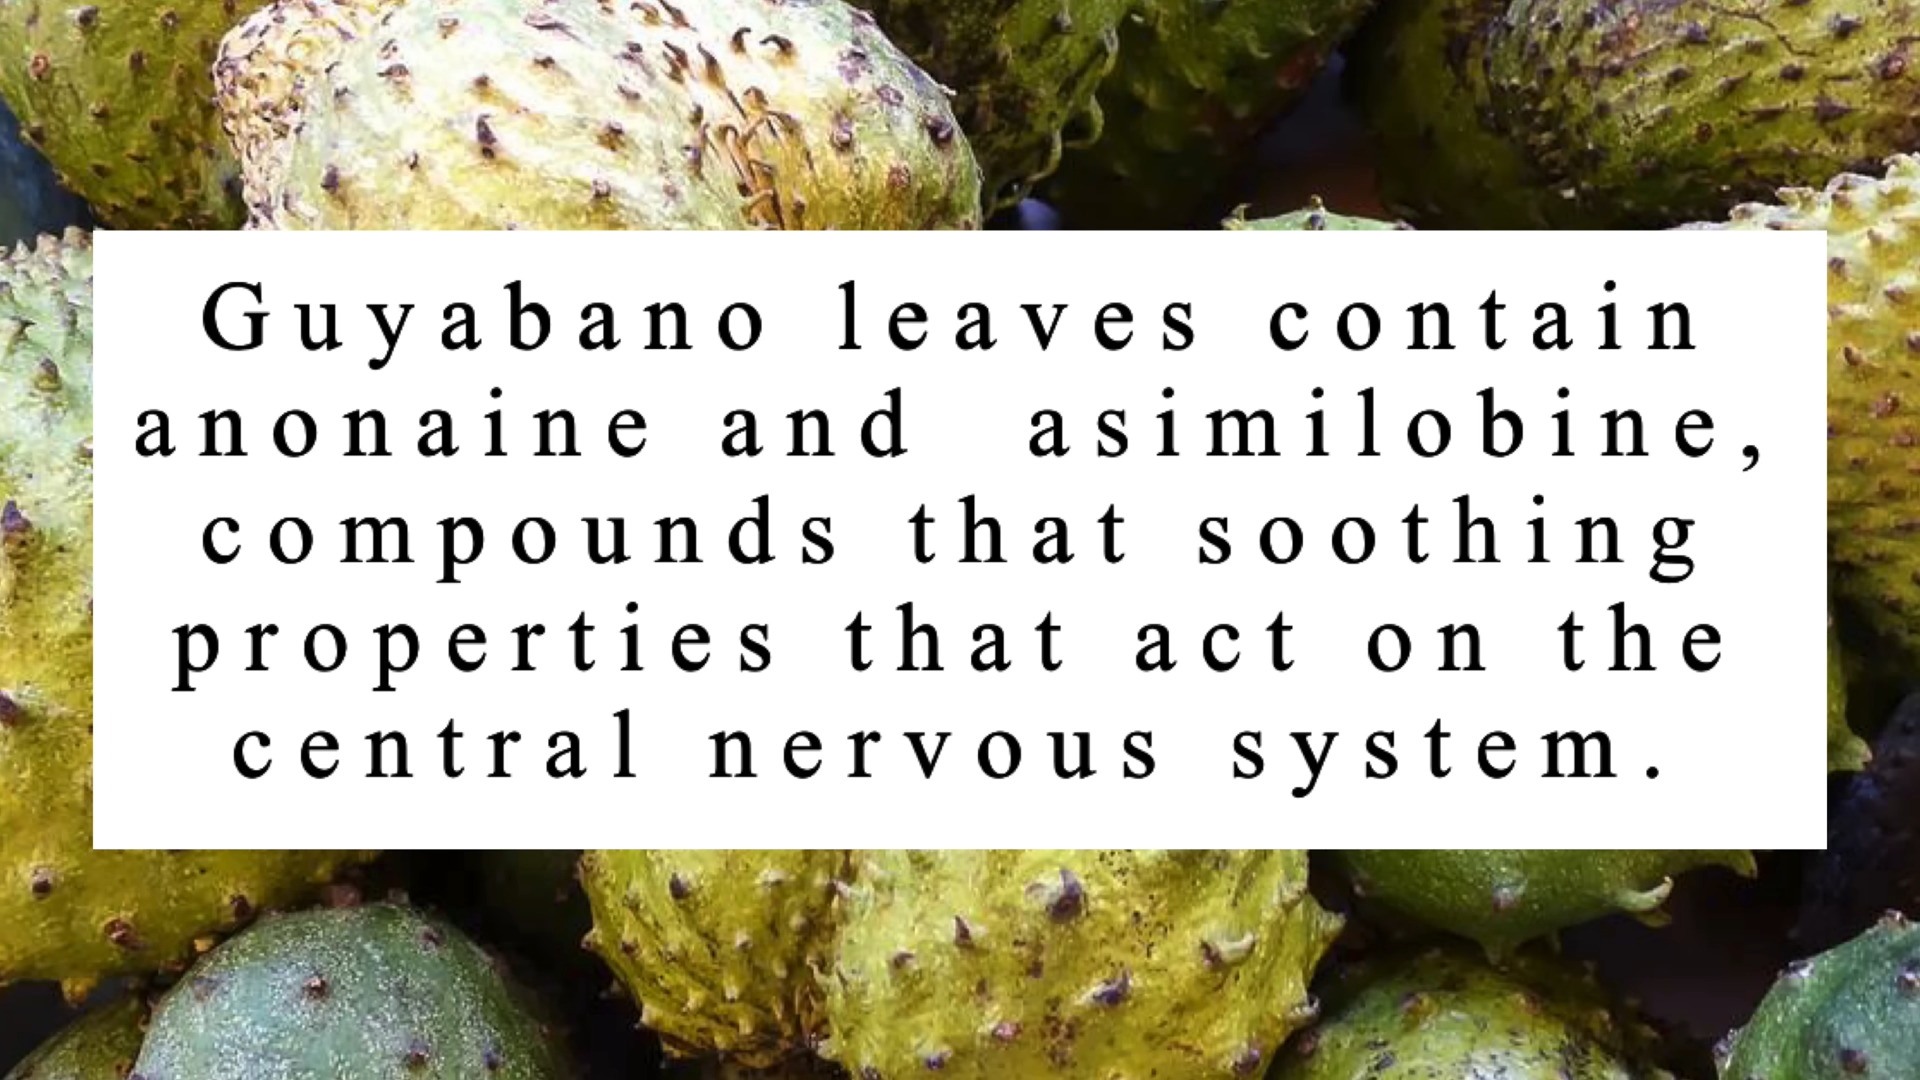 Guyabano leaves contain
anonaine and asimilobine,
compounds that soothing
properties that act on the
central nervous system.